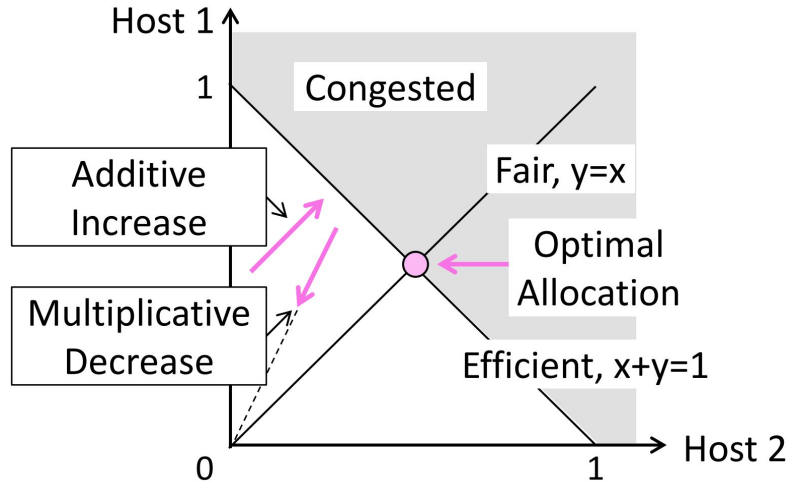 Host 1
1
Congested
Additive
Increase
Fair, y=x
Optimal
Allocation
Multiplicative
Decrease
Efficient, x+y=1
Host 2
0
1